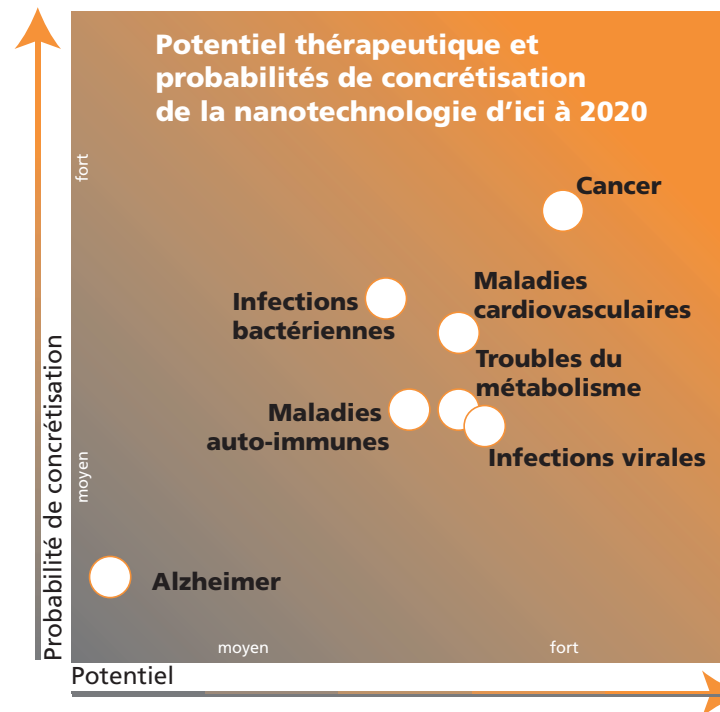 Potentiel thérapeutique et
probabilités de concrétisation
de la nanotechnologie d’ici à 2020
fort
Cancer
Maladies
cardiovasculaires
Infections
bactériennes
Troubles du
métabolisme
Maladies
auto-immunes
Infections virales
moyen
Probabilité de concrétisation
Alzheimer
moyen
fort
Potentiel